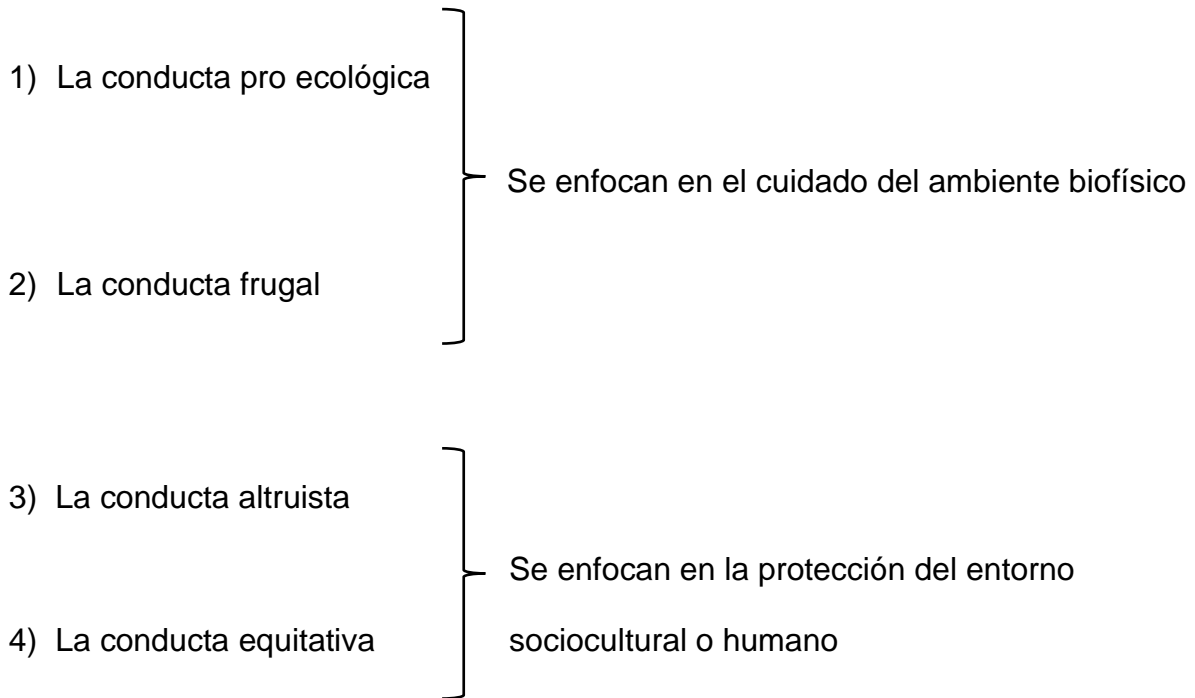 1) La conducta pro ecológica
Se enfocan en el cuidado del ambiente biofísico
2) La conducta frugal
3) La conducta altruista
Se enfocan en la protección del entorno
4) La conducta equitativa
sociocultural o humano